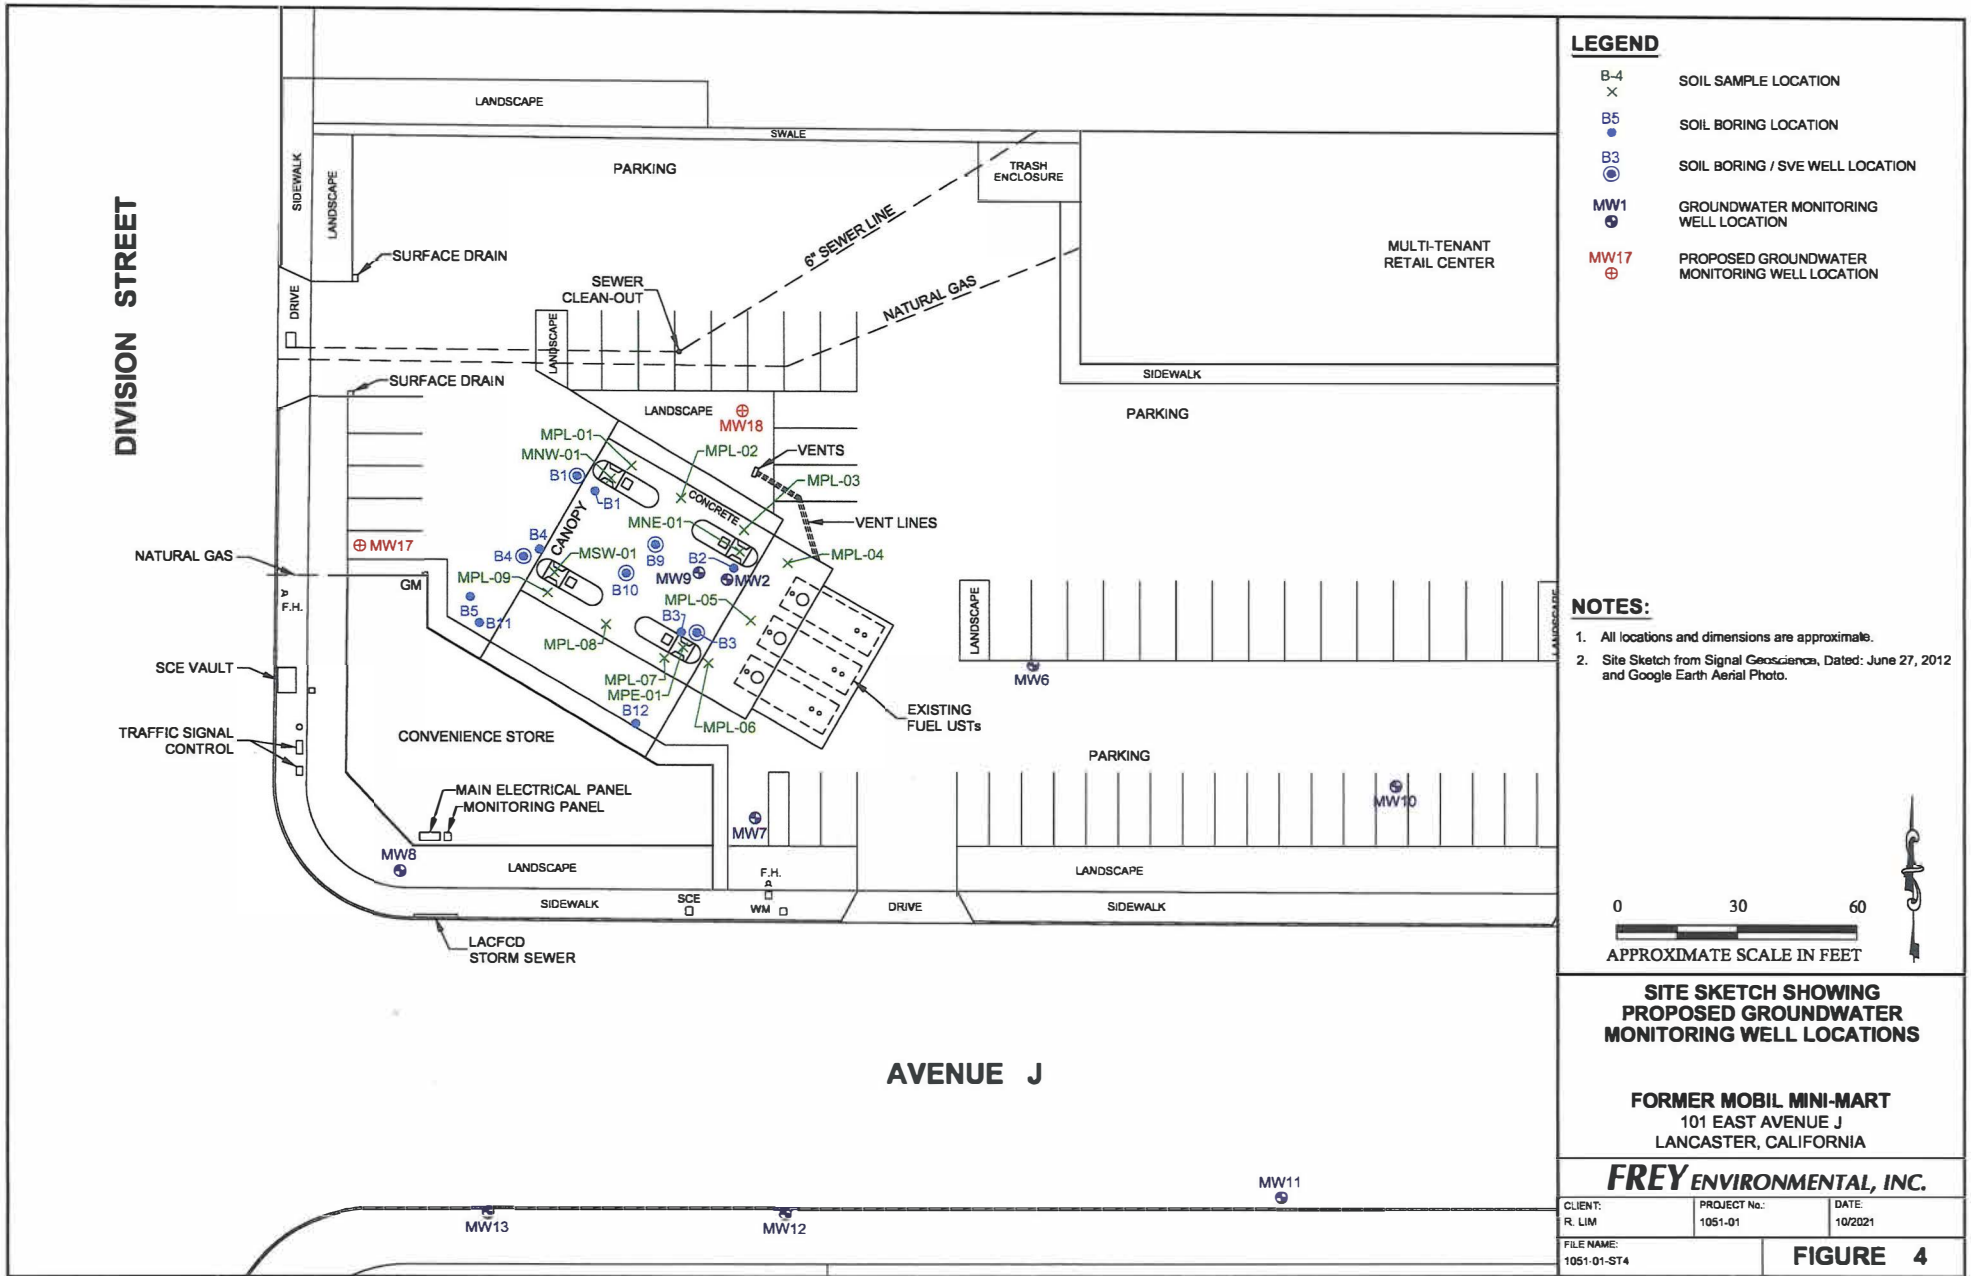 LANDSCAPE
SWALE
PARKING
TRASH
ENCLOSURE
SIDEWALK
LANDSCAPE
DIVISION STREET
SURFACE DRAIN
6" SEWER LINE
MULTI-TENANT
RETAIL CENTER
DRIVE
SEWER
CLEAN-OUT
NATURAL GAS
LANDSCAPE
SURFACE DRAIN
SIDEWALK
LANDSCAPE
MW18
PARKING
MPL-01
MNW-01
MPL-02
VENTS
B1
B1
MPL-03
CONCRETE
CANOPY
MNE-01
VENT LINES
MW17
B4
B4
MSW-01
B9
B2
MPL-04
NATURAL GAS
GM
MPL-09
B10
MW9
MW2
A
F.H.
B5
B11
MPL-05
MPL-08
B3
B3
LANDSCAPE
LANDSCAPE
SCE VAULT
MPL-07
MPE-01
MW6
B12
MPL-06
EXISTING
FUEL USTs
TRAFFIC SIGNAL
CONTROL
CONVENIENCE STORE
PARKING
MAIN ELECTRICAL PANEL
MONITORING PANEL
MW10
MW7
MW8
LANDSCAPE
F.H.
A
LANDSCAPE
SIDEWALK
SCE
WM
DRIVE
SIDEWALK
LACFCD
STORM SEWER
AVENUE J
MW11
MW13
MW12
LEGEND
B-4
SOIL SAMPLE LOCATION
B5
SOIL BORING LOCATION
B3
SOIL BORING / SVE WELL LOCATION
MW1
GROUNDWATER MONITORING
WELL LOCATION
MW17
PROPOSED GROUNDWATER
MONITORING WELL LOCATION
NOTES:
1. All locations and dimensions are approximate.
2. Site Sketch from Signal Geoscience, Dated: June 27, 2012
and Google Earth Aerial Photo.
0 30 60
APPROXIMATE SCALE IN FEET
SITE SKETCH SHOWING
PROPOSED GROUNDWATER
MONITORING WELL LOCATIONS
FORMER MOBIL MINI-MART
101 EAST AVENUE J
LANCASTER, CALIFORNIA
FREY ENVIRONMENTAL, INC.
CLIENT:
R. LIM
PROJECT No.:
1051-01
DATE:
10/2021
FILE NAME:
1051-01-ST4
FIGURE 4